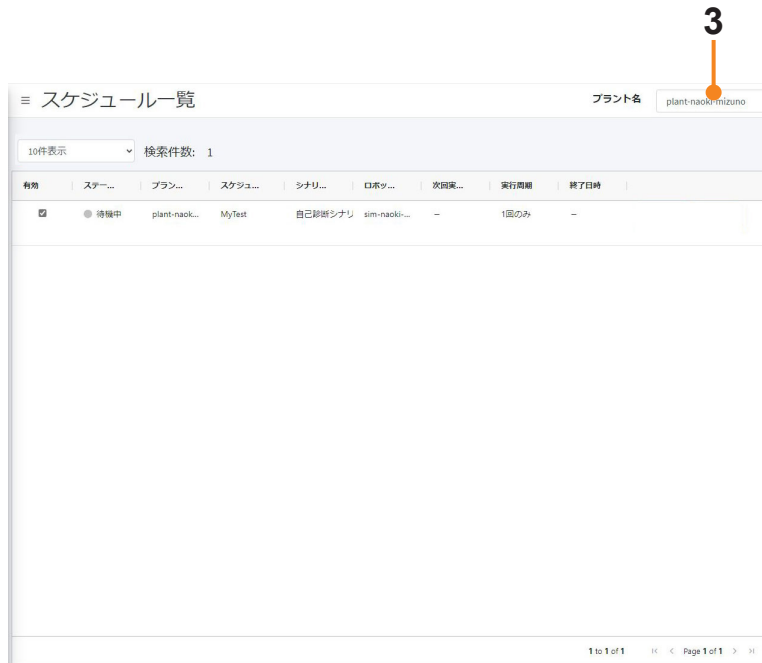 3
≡ スケジュール一覧 プラント名 plant-naoki-mizuno
10件表示 検索件数: 1
有効 ステー... プラン... スケジュ... シナリ... ロボッ... 次回実... 実行周期 終了日時
待機中 plant-naok... MyTest 自己診断シナリ sim-naoki-... – 1回のみ –
1 to 1 of 1 Page 1 of 1